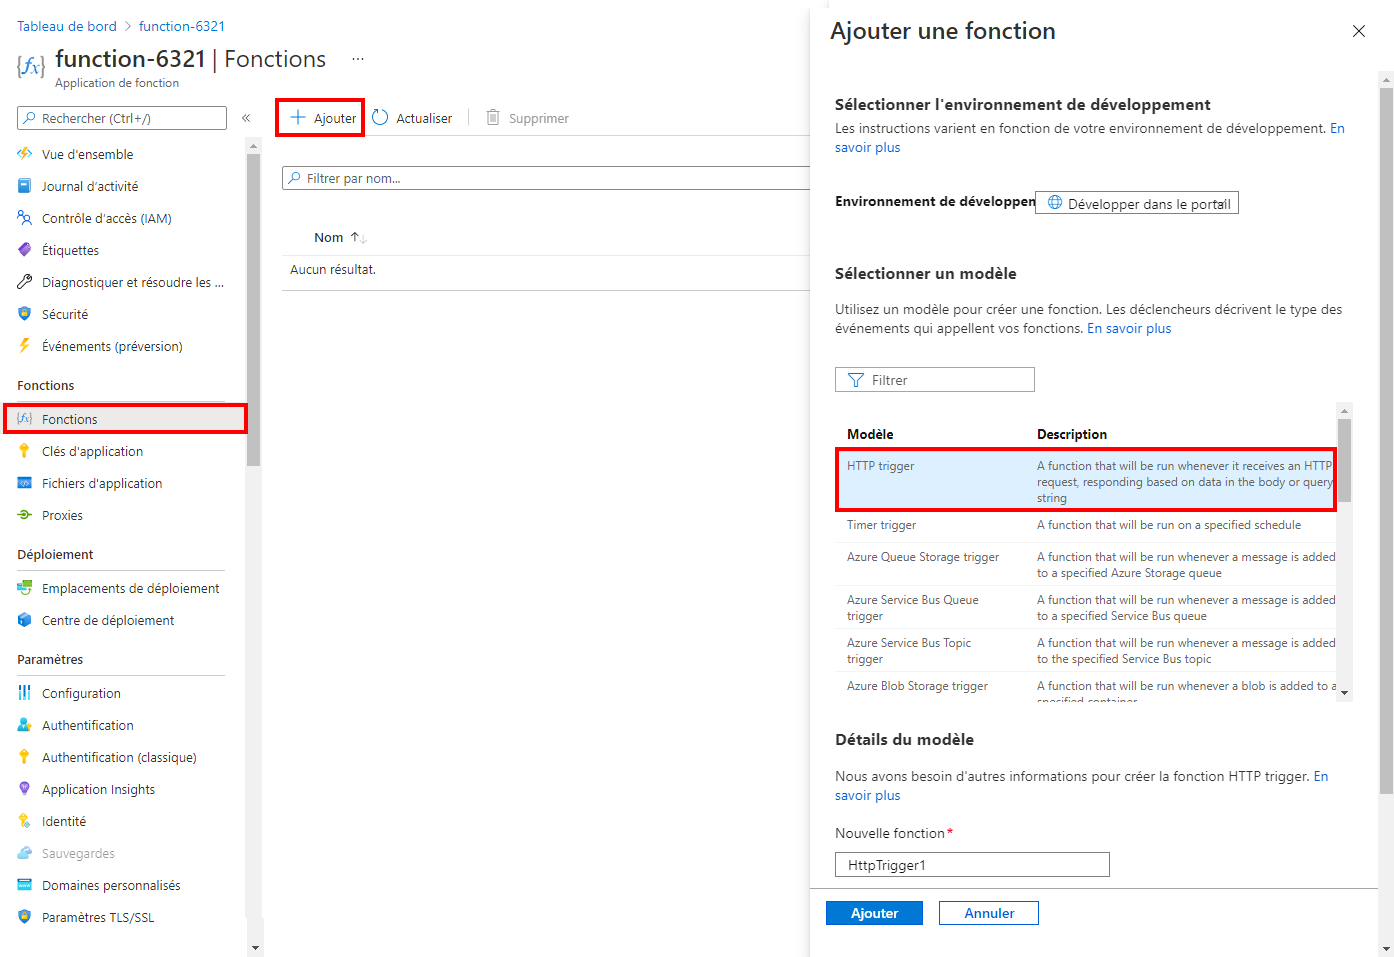 Tableau de bord > function-6321
function-6321 | Fonctions ...
Application de fonction
Rechercher (Ctrl+/)
«
Vue d'ensemble
Journal d'activité
Contrôle d'accès (IAM)
Étiquettes
Diagnostiquer et résoudre les ...
Sécurité
Événements (préversion)
Fonctions
Fonctions
Clés d'application
Fichiers d'application
Proxies
Déploiement
Emplacements de déploiement
Centre de déploiement
Paramètres
Configuration
Authentification
Authentification (classique)
Application Insights
Identité
Sauvegardes
Domaines personnalisés
Paramètres TLS/SSL
Ajouter Actualiser Supprimer
Filtrer par nom...
Nom ↑↓
Aucun résultat.
Ajouter une fonction
Sélectionner l'environnement de développement
Les instructions varient en fonction de votre environnement de développement. En
savoir plus
Environnement de développen Développer dans le portail
Sélectionner un modèle
Utilisez un modèle pour créer une fonction. Les déclencheurs décrivent le type des
événements qui appellent vos fonctions. En savoir plus
Filtrer
Modèle Description
HTTP trigger A function that will be run whenever it receives an HTTP
request, responding based on data in the body or query
string
Timer trigger A function that will be run on a specified schedule
Azure Queue Storage trigger A function that will be run whenever a message is added
to a specified Azure Storage queue
Azure Service Bus Queue A function that will be run whenever a message is added
trigger to a specified Service Bus queue
Azure Service Bus Topic A function that will be run whenever a message is added
trigger to the specified Service Bus topic
Azure Blob Storage trigger A function that will be run whenever a blob is added to a
specified container
Détails du modèle
Nous avons besoin d'autres informations pour créer la fonction HTTP trigger. En
savoir plus
Nouvelle fonction*
HttpTrigger1
Ajouter Annuler